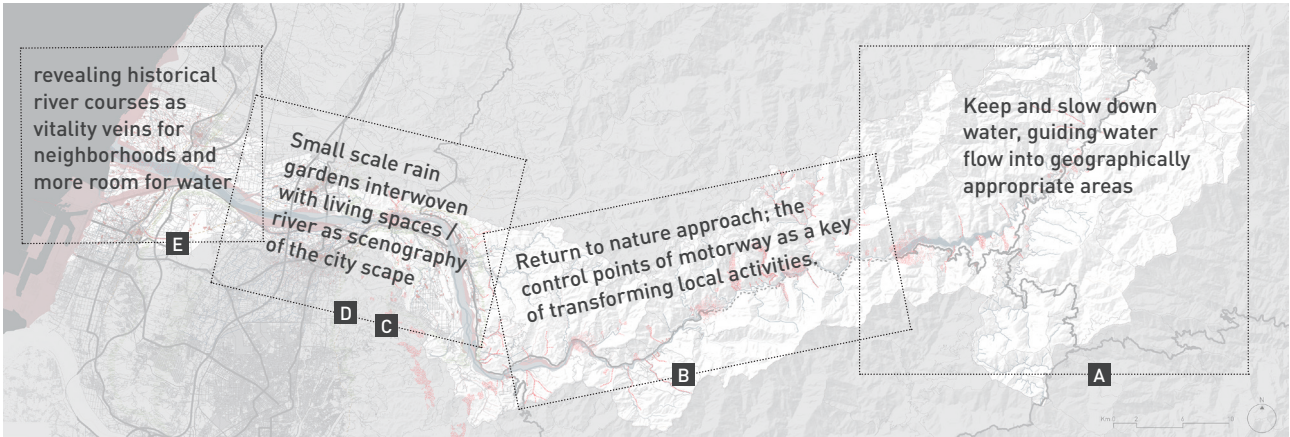 revealing historical
river courses as
vitality veins for
neighborhoods and
more room for water
E
Small scale rain
gardens interwoven
with living spaces /
river as scenography
of the city scape
D
C
Return to nature approach; the
control points of motorway as a key
of transforming local activities.
B
Keep and slow down
water, guiding water
flow into geographically
appropriate areas
A
N